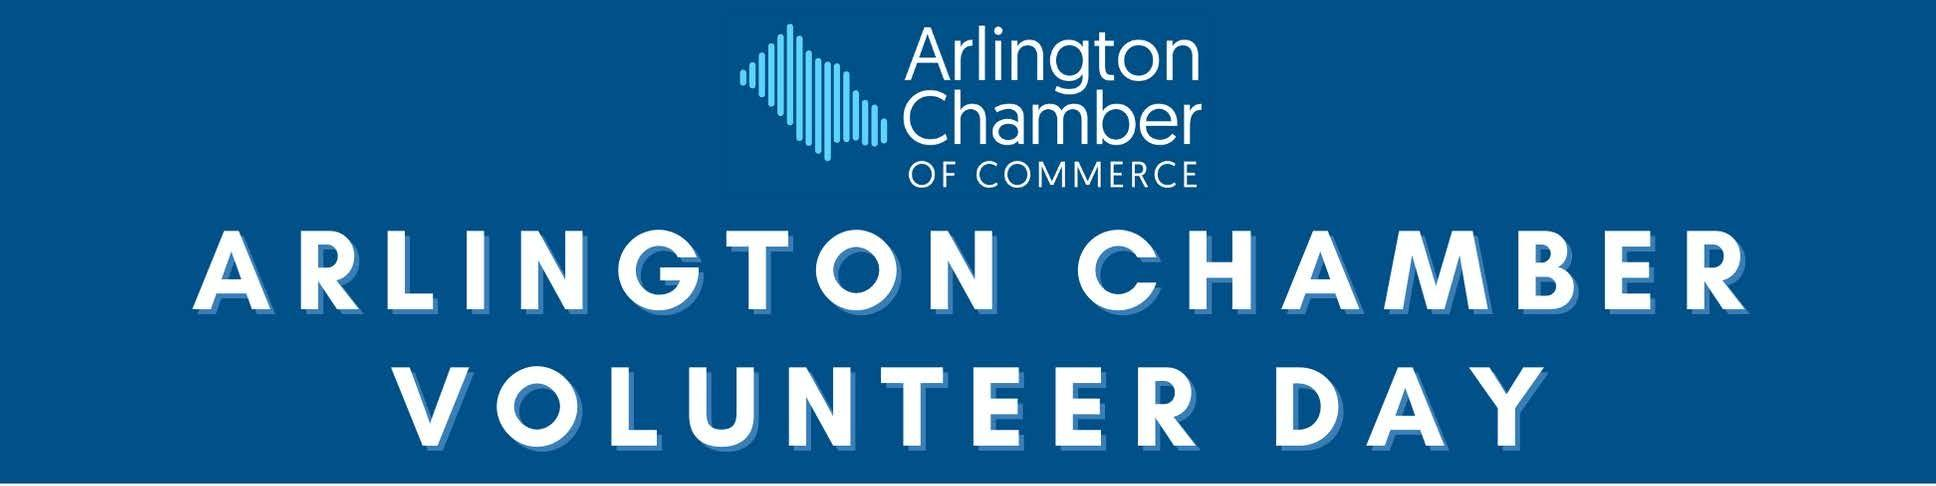 Arlington
Chamber
OF COMMERCE
ARLINGTON CHAMBER
VOLUNTEER DAY